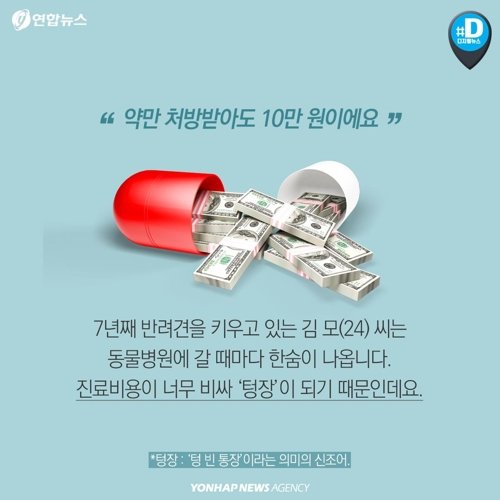 연합뉴스
#D
디지털뉴스
“ 약만 처방받아도 10만 원이에요 ”
7년째 반려견을 키우고 있는 김 모(24) 씨는
동물병원에 갈 때마다 한숨이 나옵니다.
진료비용이 너무 비싸 ‘텅장’이 되기 때문인데요.
*텅장 : ‘텅 빈 통장’이라는 의미의 신조어.
YONHAP NEWS AGENCY